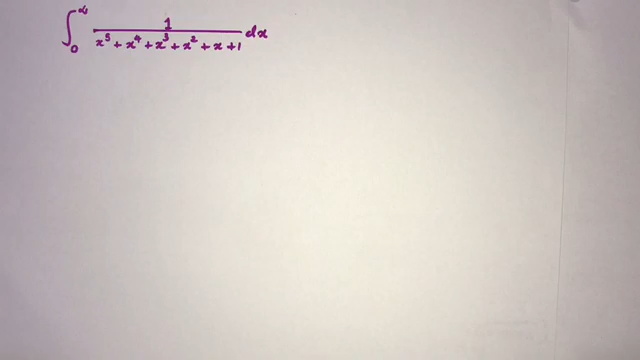 ∫₀^∞ 1/(x⁵ + x⁴ + x³ + x² + x + 1) dx